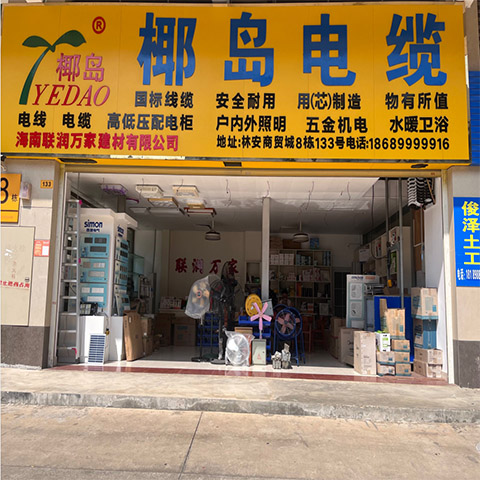 椰岛®
YEDAO
椰岛电缆
国标线缆 安全耐用 用(芯)制造 物有所值
电线 电缆 高低压配电柜 户内外照明 五金机电 水暖卫浴
海南联润万家建材有限公司 地址:林安商贸城8栋133号电话:18689999916
8栋
133
simon
联润万家
俊泽土工